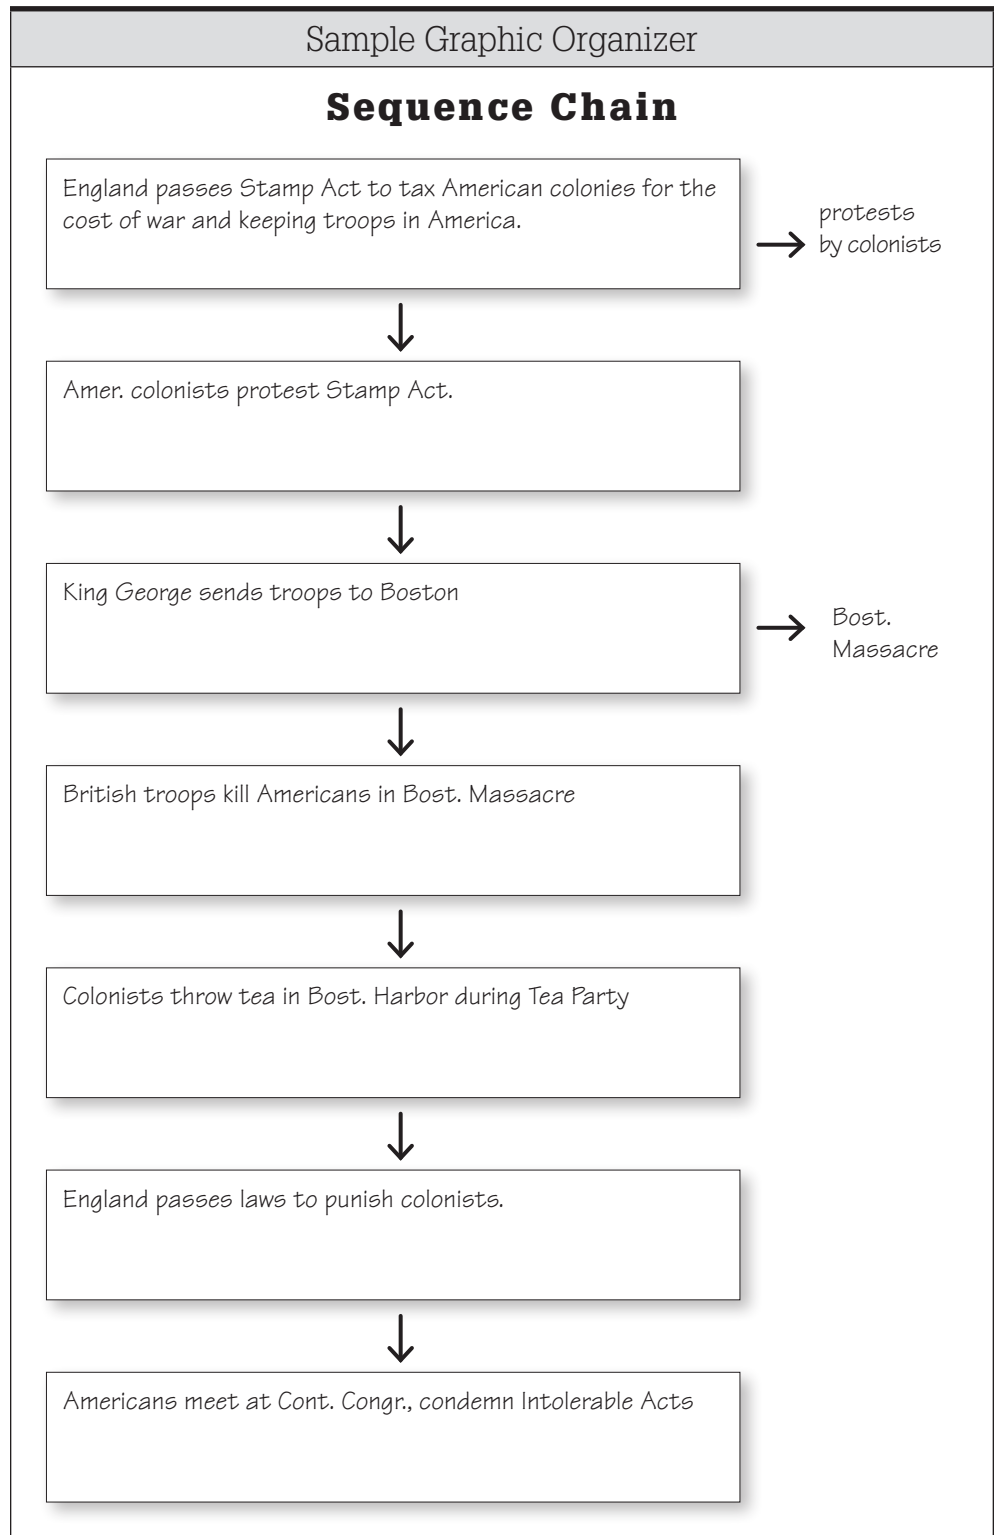 Sample Graphic Organizer
Sequence Chain
England passes Stamp Act to tax American colonies for the
cost of war and keeping troops in America.
protests
by colonists
Amer. colonists protest Stamp Act.
King George sends troops to Boston
Bost.
Massacre
British troops kill Americans in Bost. Massacre
Colonists throw tea in Bost. Harbor during Tea Party
England passes laws to punish colonists.
Americans meet at Cont. Congr., condemn Intolerable Acts